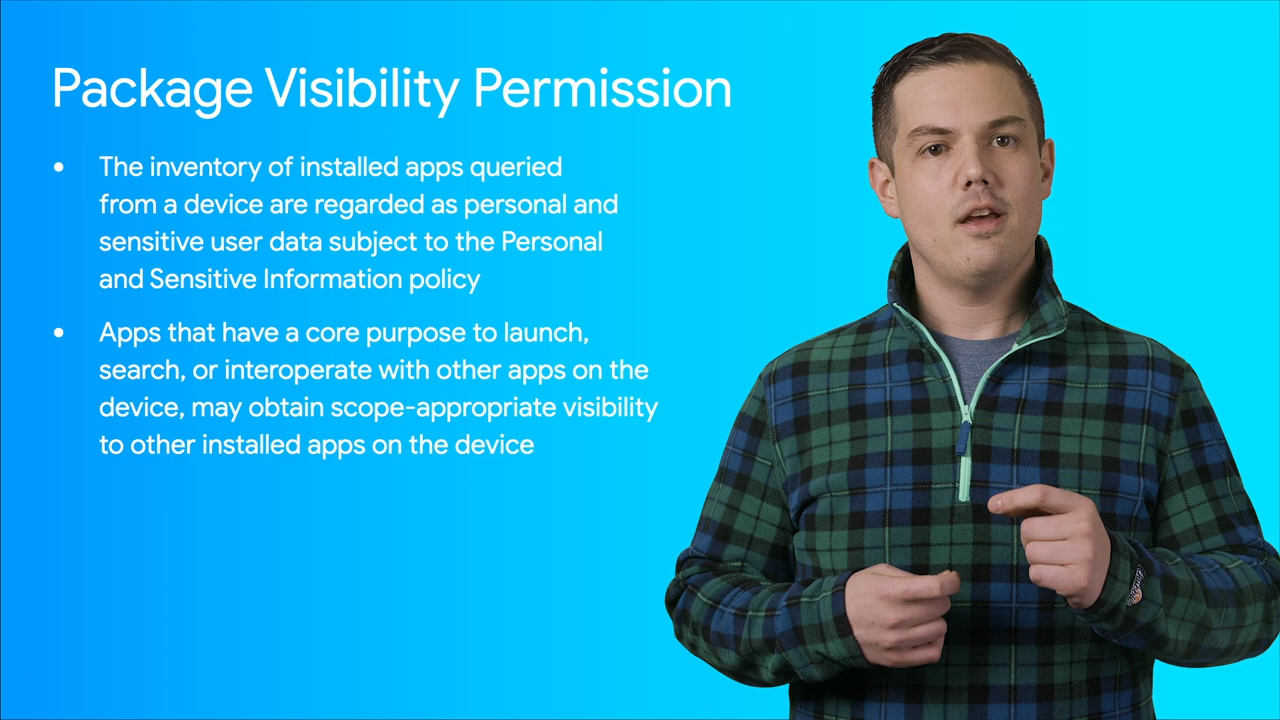 Package Visibility Permission
• The inventory of installed apps queried
from a device are regarded as personal and
sensitive user data subject to the Personal
and Sensitive Information policy
• Apps that have a core purpose to launch,
search, or interoperate with other apps on the
device, may obtain scope-appropriate visibility
to other installed apps on the device